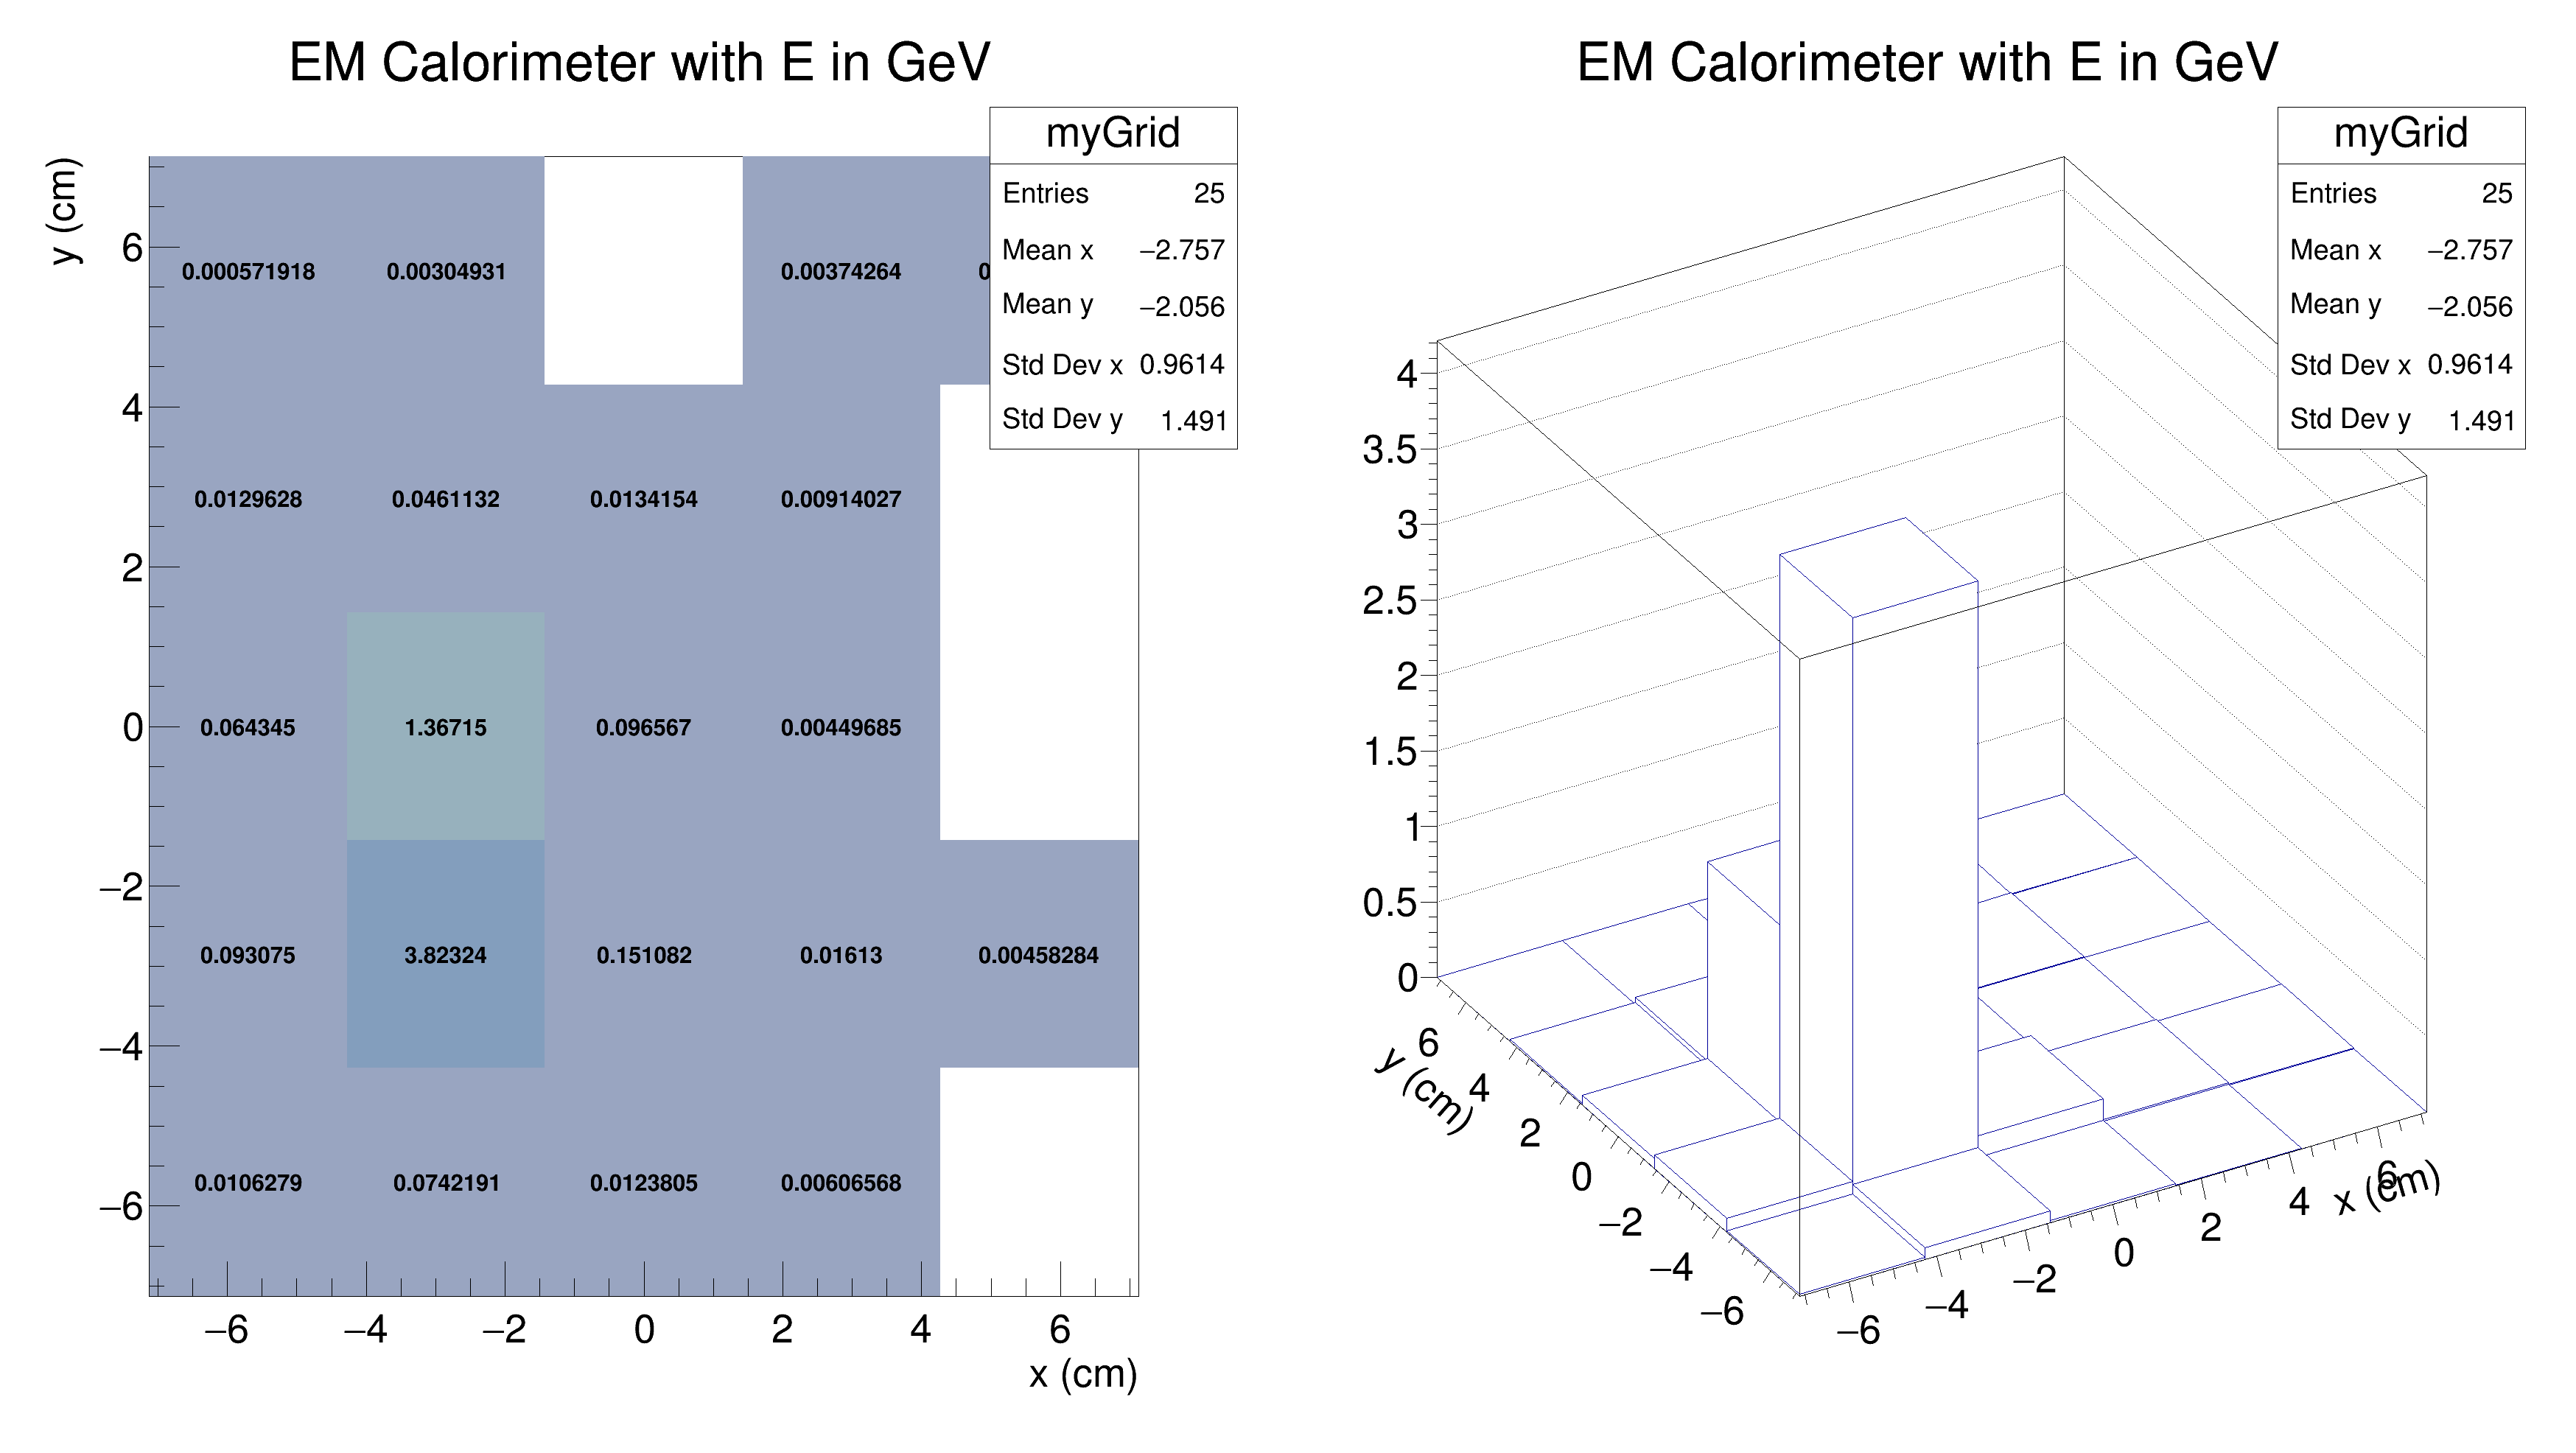 EM Calorimeter with E in GeV
myGrid
Entries 25
Mean x −2.757
Mean y −2.056
Std Dev x 0.9614
Std Dev y 1.491
y (cm)
6
4
2
0
−2
−4
−6
0.000571918 0.00304931 0.00374264
0.0129628 0.0461132 0.0134154 0.00914027
0.064345 1.36715 0.096567 0.00449685
0.093075 3.82324 0.151082 0.01613 0.00458284
0.0106279 0.0742191 0.0123805 0.00606568
−6 −4 −2 0 2 4 6
x (cm)
EM Calorimeter with E in GeV
myGrid
Entries 25
Mean x −2.757
Mean y −2.056
Std Dev x 0.9614
Std Dev y 1.491
4
3.5
3
2.5
2
1.5
1
0.5
0
6
4
2
0
−2
−4
−6
y (cm)
−6
−4
−2
0
2
4
6
x (cm)